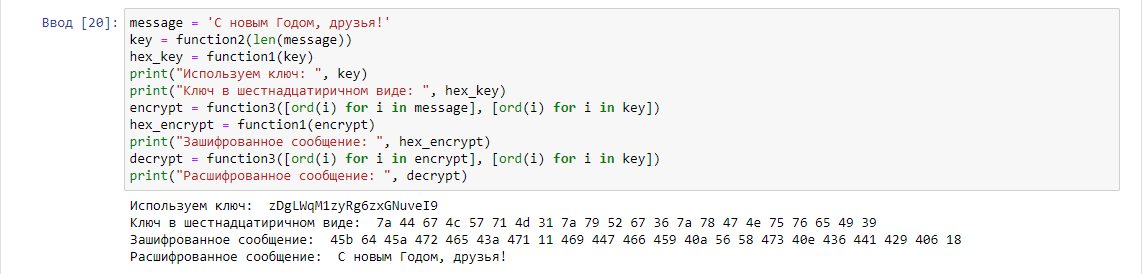 Ввод [20]: message = 'С новым Годом, друзья!'
key = function2(len(message))
hex_key = function1(key)
print("Используем ключ: ", key)
print("Ключ в шестнадцатиричном виде: ", hex_key)
encrypt = function3([ord(i) for i in message], [ord(i) for i in key])
hex_encrypt = function1(encrypt)
print("Зашифрованное сообщение: ", hex_encrypt)
decrypt = function3([ord(i) for i in encrypt], [ord(i) for i in key])
print("Расшифрованное сообщение: ", decrypt)
Используем ключ:  zDgLWqM1zyRg6zxGNuveI9
Ключ в шестнадцатиричном виде:  7a 44 67 4c 57 71 4d 31 7a 79 52 67 36 7a 78 47 4e 75 76 65 49 39
Зашифрованное сообщение:  45b 64 45a 472 465 43a 471 11 469 447 466 459 40a 56 58 473 40e 436 441 429 406 18
Расшифрованное сообщение:  С новым Годом, друзья!